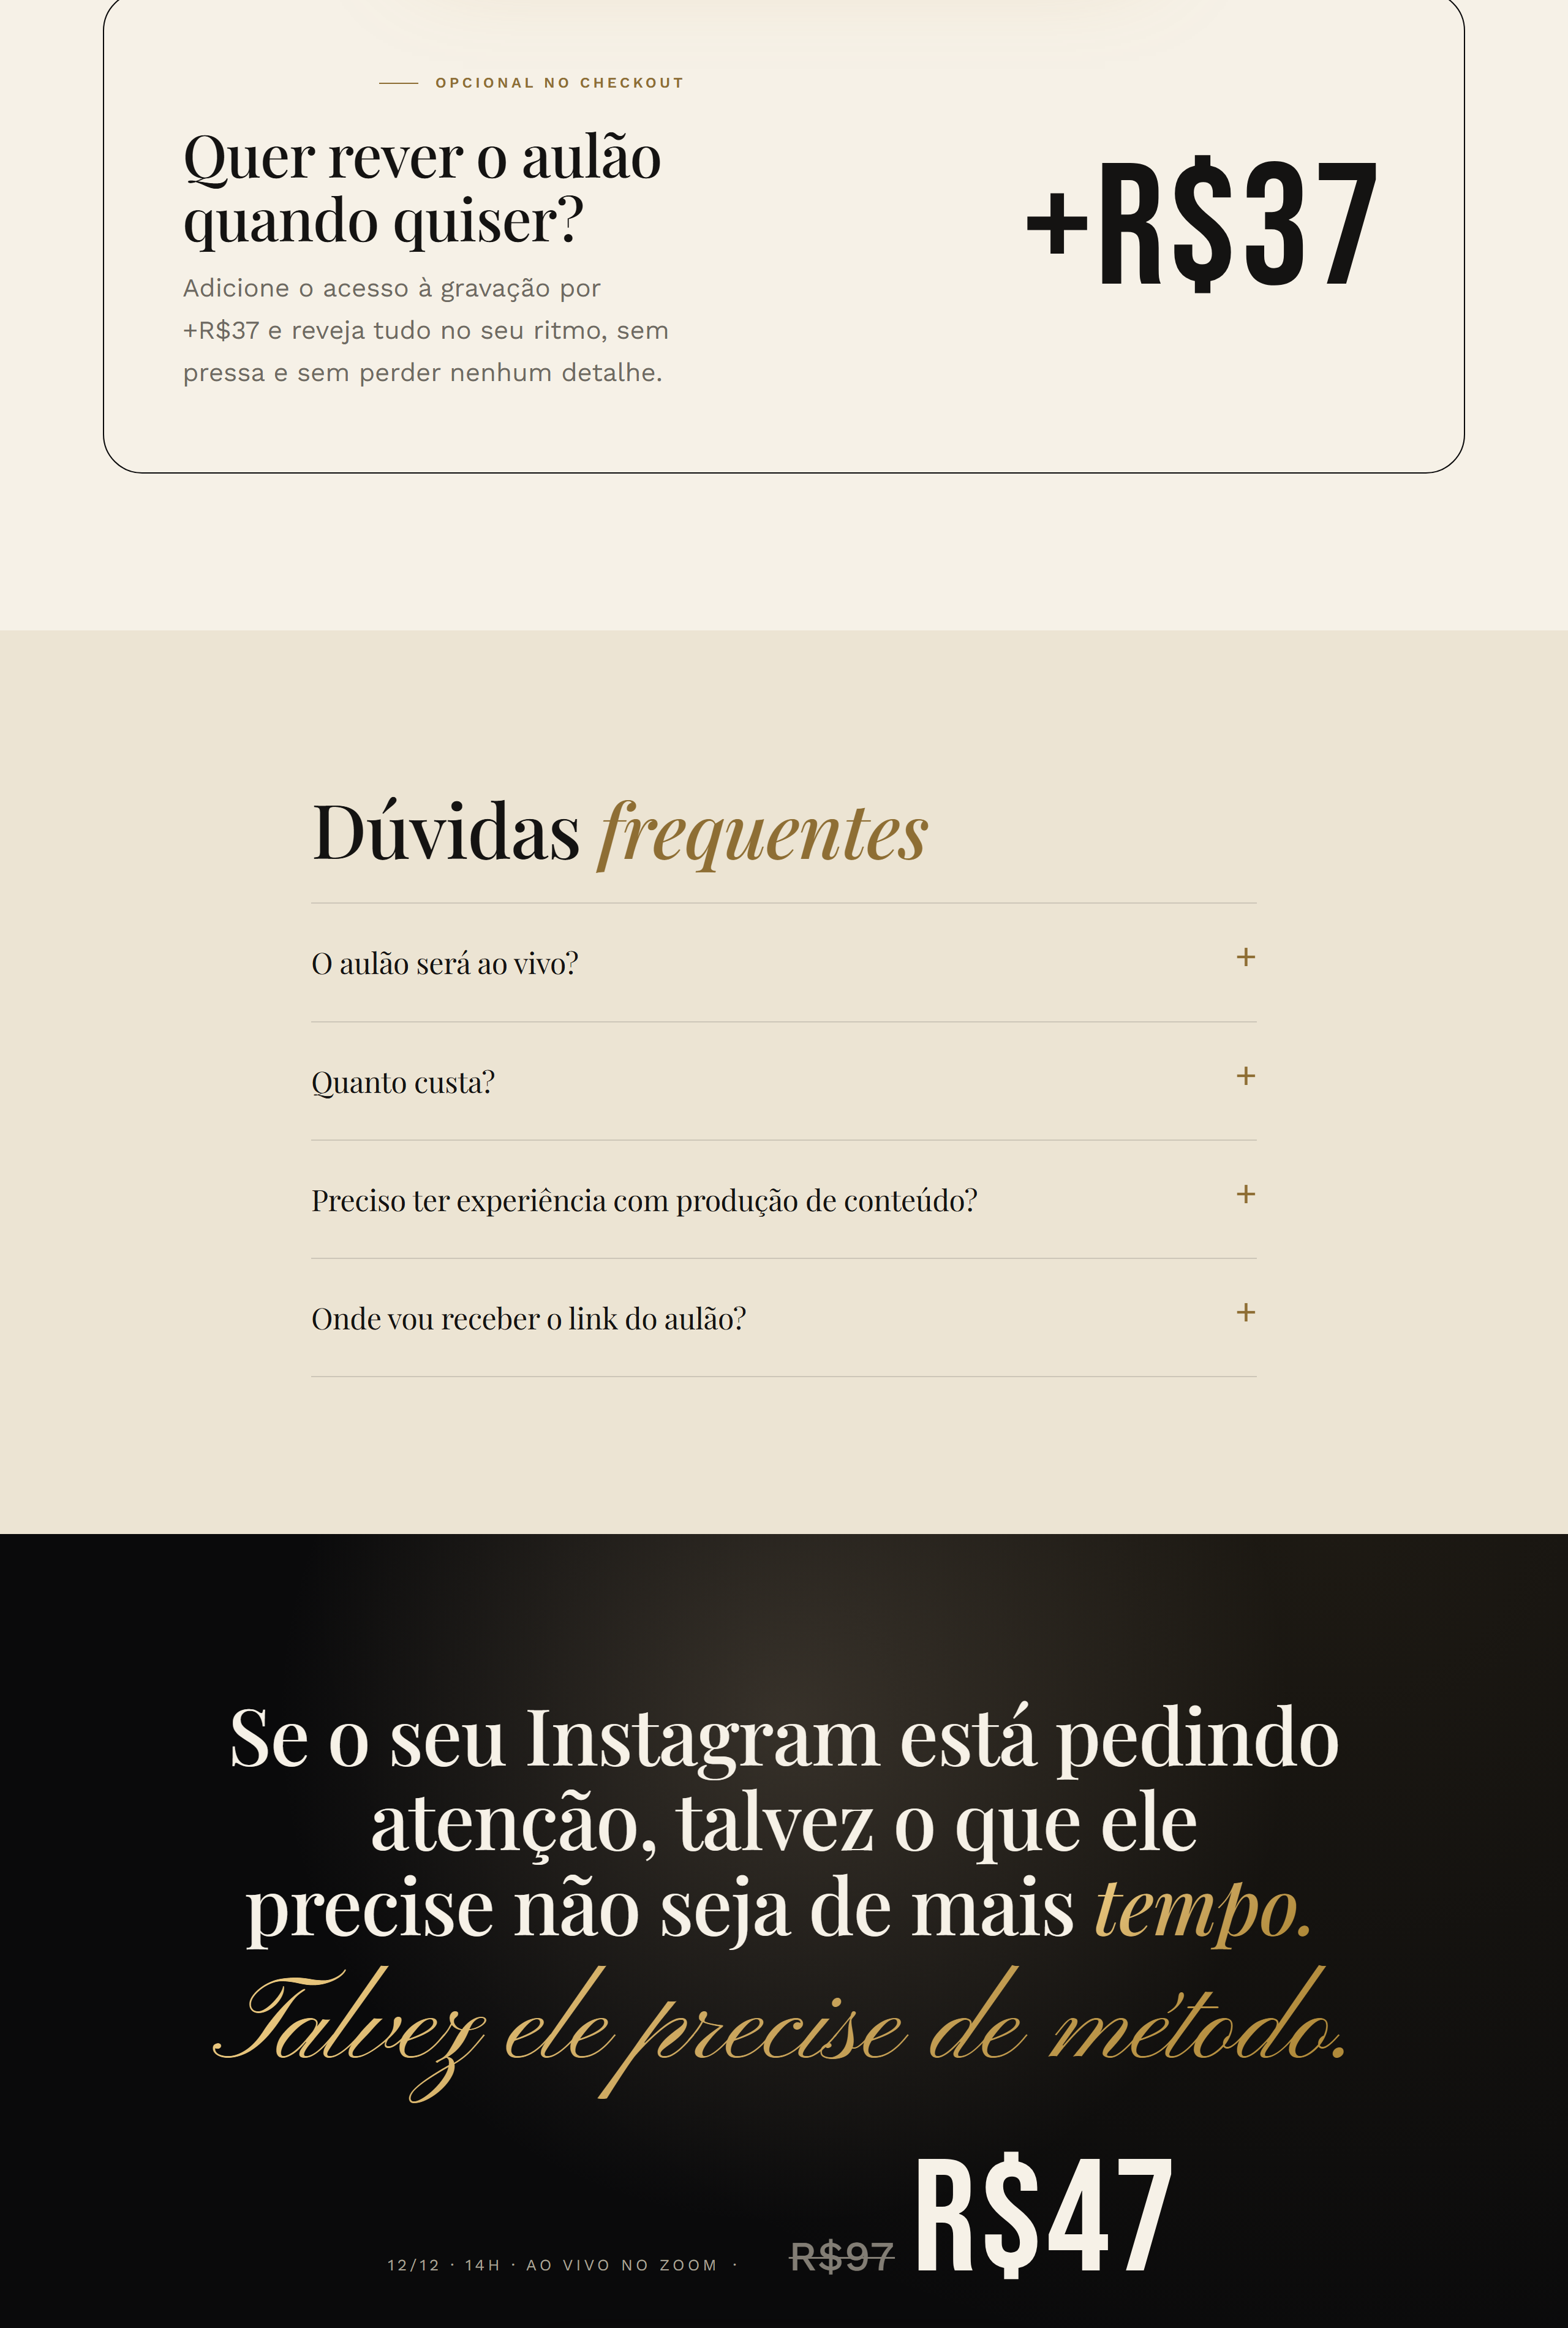 OPCIONAL NO CHECKOUT
Quer rever o aulão
quando quiser?
Adicione o acesso à gravação por
+R$37 e reveja tudo no seu ritmo, sem
pressa e sem perder nenhum detalhe.
+R$37
Dúvidas frequentes
O aulão será ao vivo?
+
Quanto custa?
+
Preciso ter experiência com produção de conteúdo?
+
Onde vou receber o link do aulão?
+
Se o seu Instagram está pedindo
atenção, talvez o que ele
precise não seja de mais tempo.
Talvez ele precise de método.
12/12 · 14H · AO VIVO NO ZOOM ·
R$97 R$47